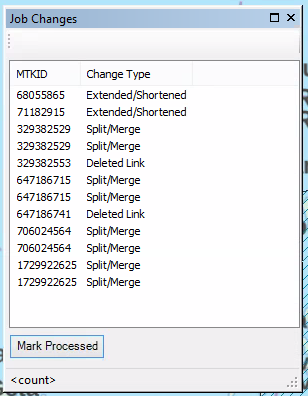 Job Changes
MTKID Change Type
68055865 Extended/Shortened
71182915 Extended/Shortened
329382529 Split/Merge
329382529 Split/Merge
329382553 Deleted Link
647186715 Split/Merge
647186715 Split/Merge
647186741 Deleted Link
706024564 Split/Merge
706024564 Split/Merge
1729922625 Split/Merge
1729922625 Split/Merge
Mark Processed
<count>